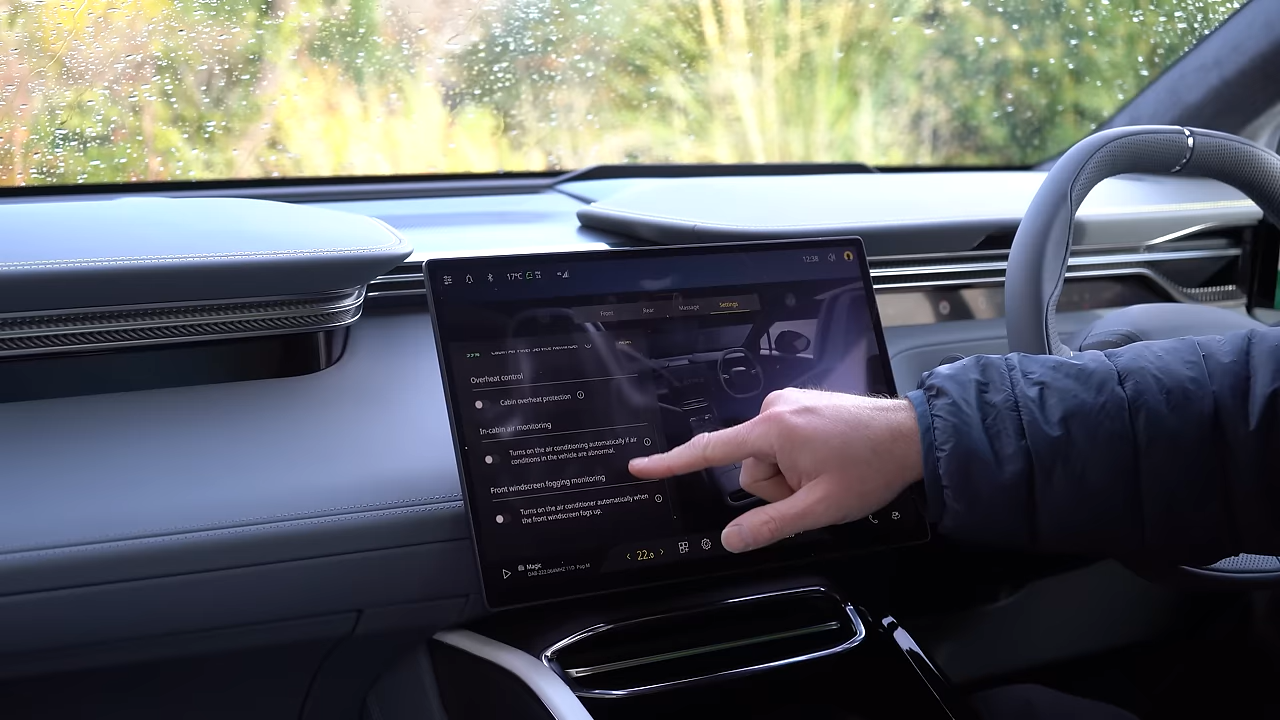 17°C
12:38
Front Rear Massage Settings
Overheat control
Cabin overheat protection
In-cabin air monitoring
Turns on the air conditioning automatically if air
conditions in the vehicle are abnormal.
Front windscreen fogging monitoring
Turns on the air conditioner automatically when
the front windscreen fogs up.
22.0
Magic